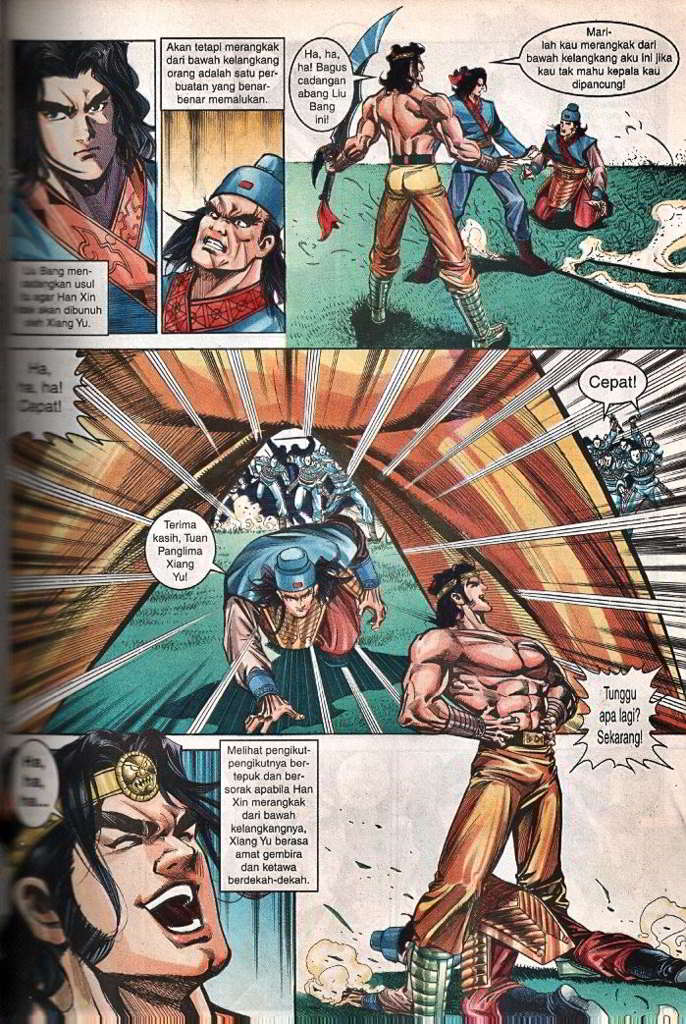 Akan tetapi merangkak dari
bawah kelangkang
orang adalah satu per-
buatan yang benar-
benar memalukan.
Bang men-
usul
agar Han Xin
akan dibunuh
oleh Xiang Yu.
Ha, ha,
ha! Bagus
cadangan
abang Liu
Bang
ini!
Mari-
lah kau merangkak dari
bawah kelangkang aku ini jika
kau tak mahu kepala kau
dipancung!
Ha,
ha, ha!
Cepat!
Cepat!
Terima
kasih, Tuan
Panglima
Xiang
Yu!
Tunggu
apa lagi?
Sekarang!
Ha,
ha,
ha...
Melihat pengikut-
pengikutnya ber-
tepuk dan ber-
sorak apabila Han
Xin merangkak
dari bawah
kelangkangnya,
Xiang Yu berasa
amat gembira
dan ketawa
berdekah-dekah.